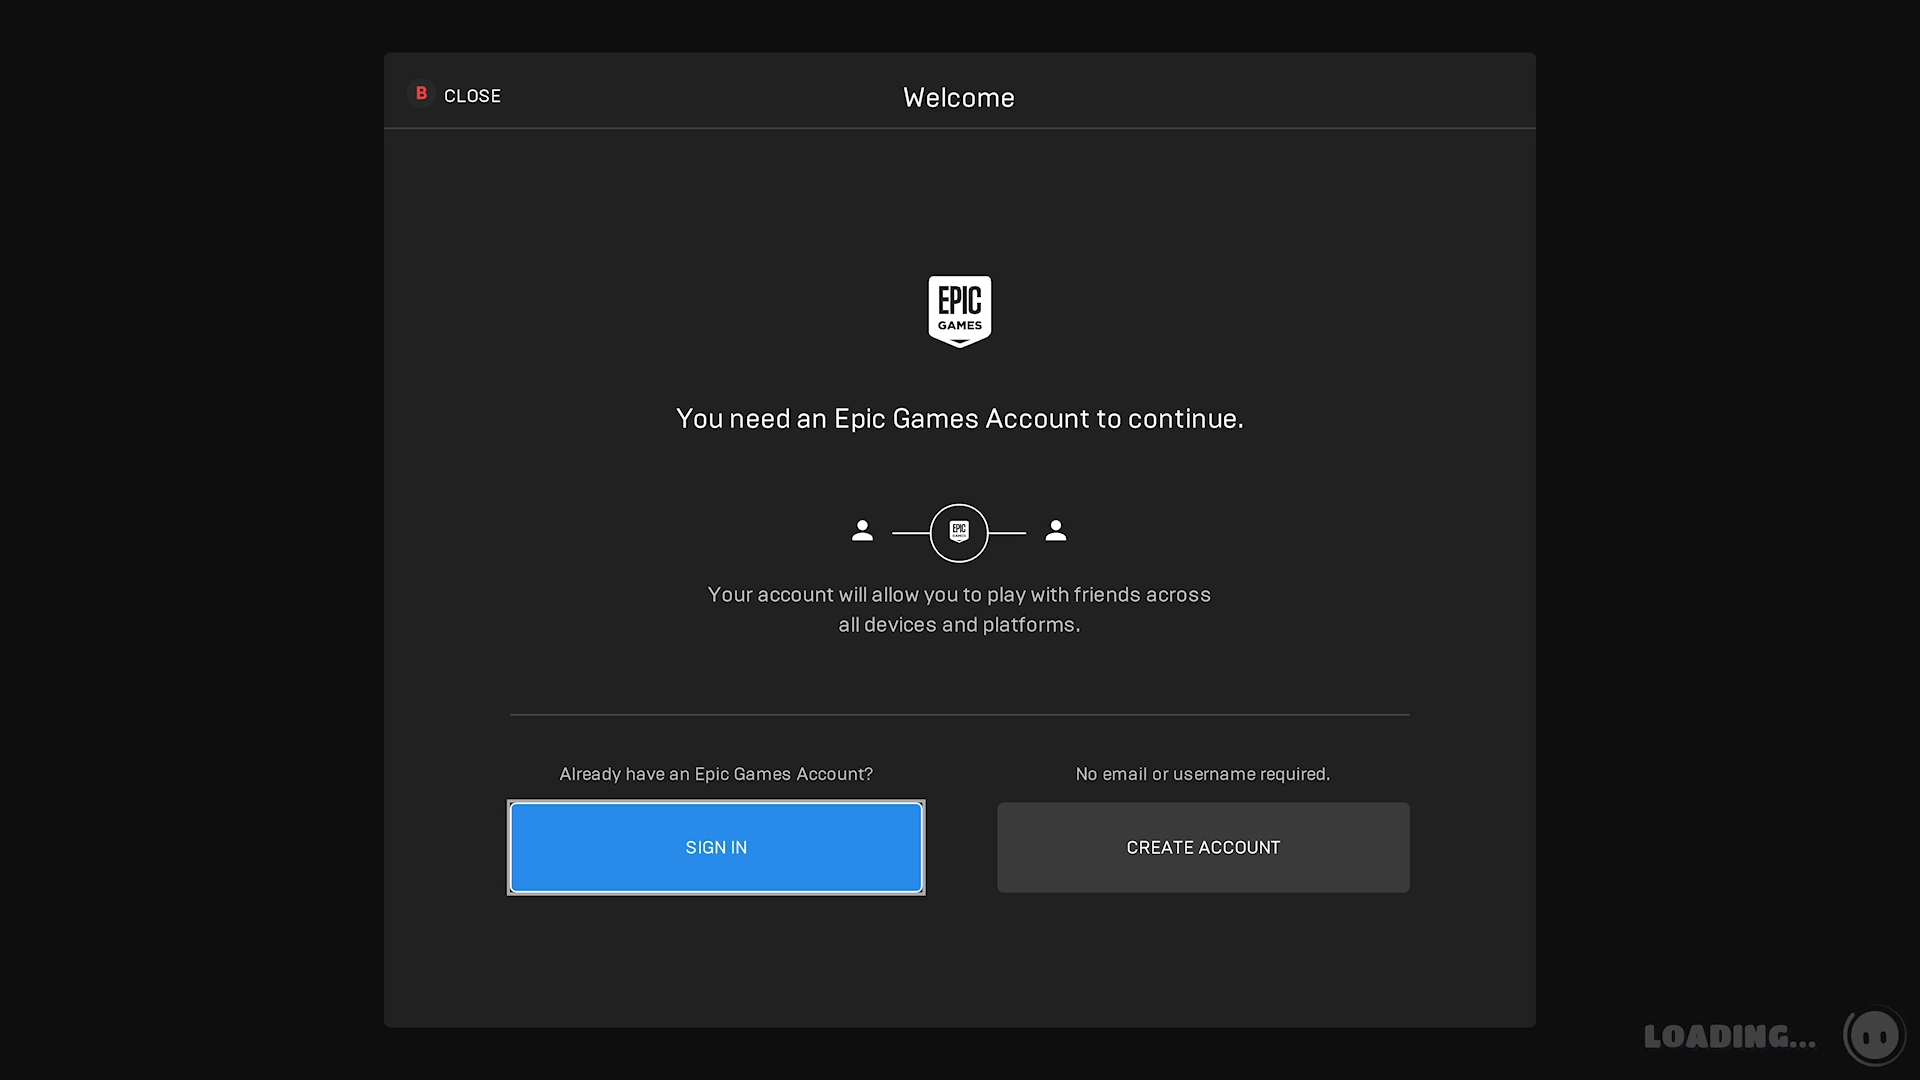 B CLOSE
Welcome
EPIC
GAMES
You need an Epic Games Account to continue.
EPIC
GAMES
Your account will allow you to play with friends across
all devices and platforms.
Already have an Epic Games Account?
No email or username required.
SIGN IN
CREATE ACCOUNT
LOADING...